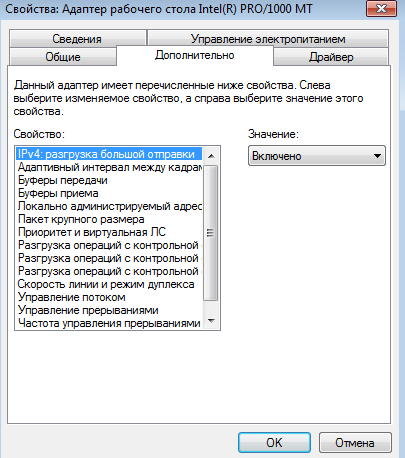 Свойства: Адаптер рабочего стола Intel(R) PRO/1000 MT
Сведения
Управление электропитанием
Общие
Дополнительно
Драйвер
Данный адаптер имеет перечисленные ниже свойства. Слева
выберите изменяемое свойство, а справа выберите значение этого
свойства.
Свойство:
Значение:
IPv4: разгрузка большой отправки
Включено
Адаптивный интервал между кадрам
Буферы передачи
Буферы приема
Локально администрируемый адрес
Пакет крупного размера
Приоритет и виртуальная ЛС
Разгрузка операций с контрольной
Разгрузка операций с контрольной
Разгрузка операций с контрольной
Скорость линии и режим дуплекса
Управление потоком
Управление прерываниями
Частота управления прерываниями
OK
Отмена